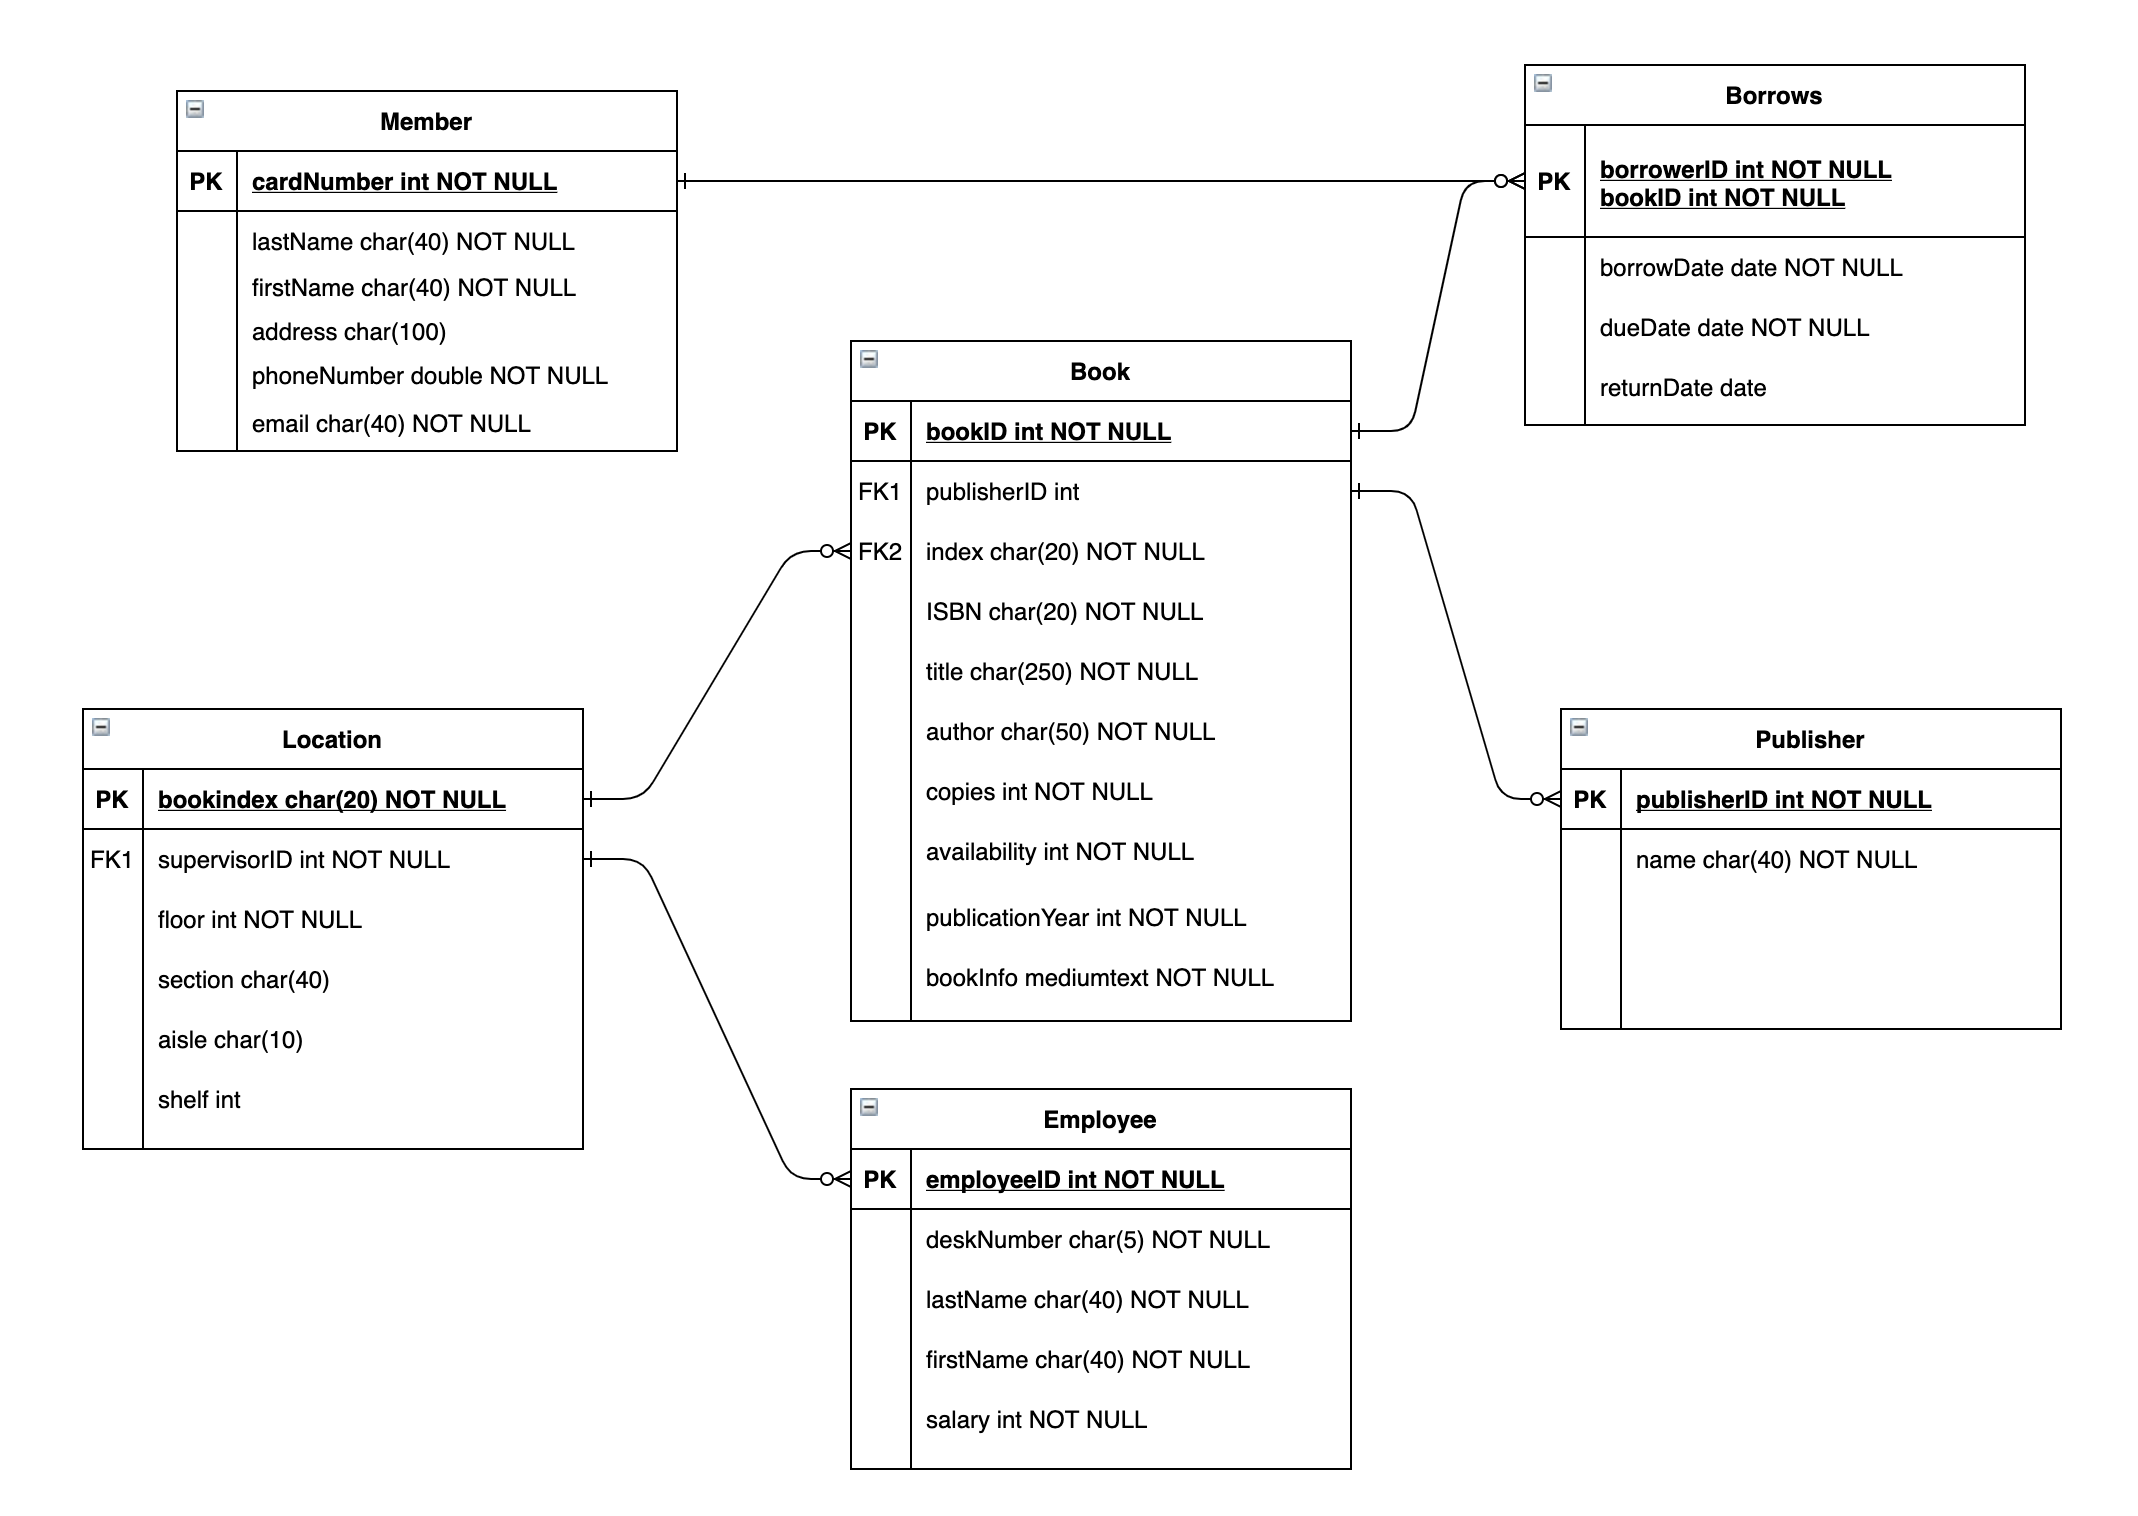 Member
PK cardNumber int NOT NULL
lastName char(40) NOT NULL
firstName char(40) NOT NULL
address char(100)
phoneNumber double NOT NULL
email char(40) NOT NULL
Borrows
PK borrowerID int NOT NULL
bookID int NOT NULL
borrowDate date NOT NULL
dueDate date NOT NULL
returnDate date
Book
PK bookID int NOT NULL
FK1 publisherID int
FK2 index char(20) NOT NULL
ISBN char(20) NOT NULL
title char(250) NOT NULL
author char(50) NOT NULL
copies int NOT NULL
availability int NOT NULL
publicationYear int NOT NULL
bookInfo mediumtext NOT NULL
Location
PK bookindex char(20) NOT NULL
FK1 supervisorID int NOT NULL
floor int NOT NULL
section char(40)
aisle char(10)
shelf int
Publisher
PK publisherID int NOT NULL
name char(40) NOT NULL
Employee
PK employeeID int NOT NULL
deskNumber char(5) NOT NULL
lastName char(40) NOT NULL
firstName char(40) NOT NULL
salary int NOT NULL